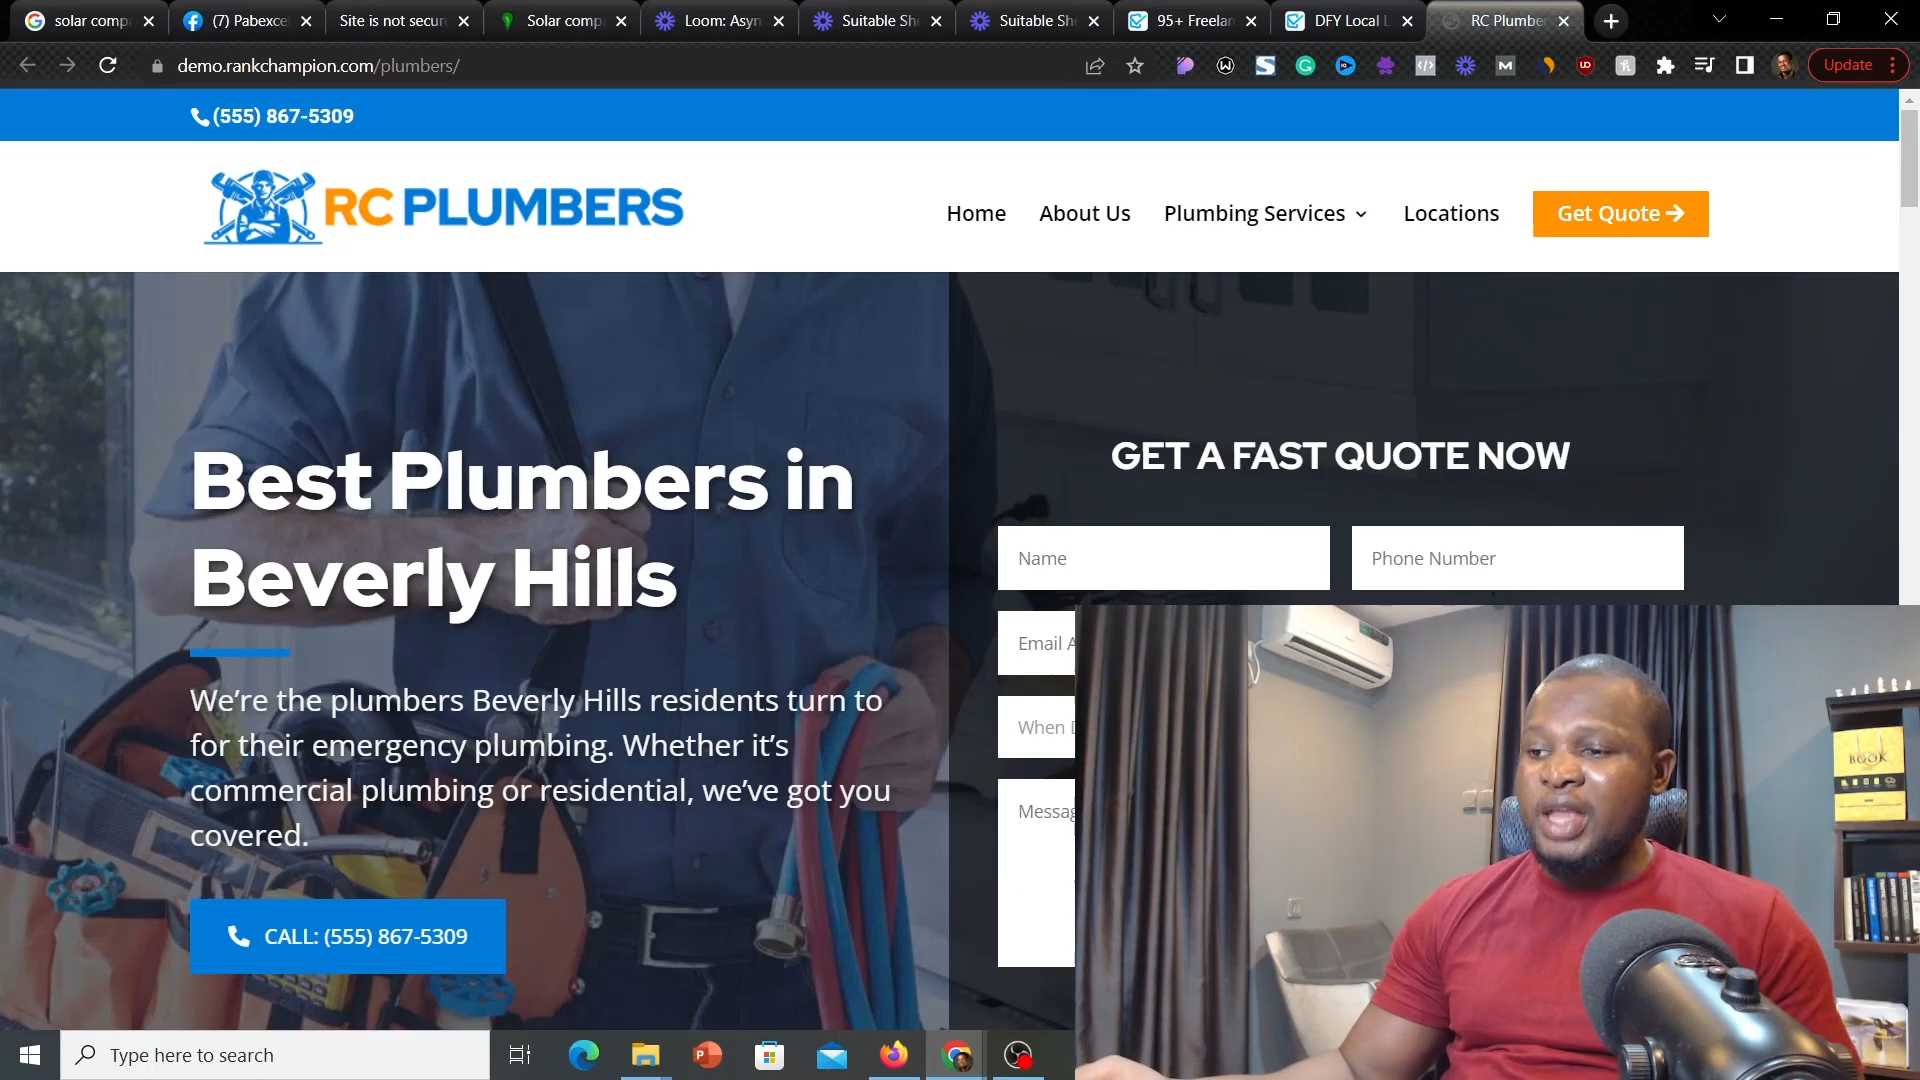 solar comp
(7) Pabexce
Site is not secur
Solar comp
Loom: Asyn
Suitable Sh
Suitable Sh
95+ Freelan
DFY Local L
RC Plumbe
demo.rankchampion.com/plumbers/
Update
(555) 867-5309
RC PLUMBERS
Home
About Us
Plumbing Services
Locations
Get Quote
Best Plumbers in
Beverly Hills
We’re the plumbers Beverly Hills residents turn to
for their emergency plumbing. Whether it’s
commercial plumbing or residential, we’ve got you
covered.
CALL: (555) 867-5309
GET A FAST QUOTE NOW
Name
Phone Number
Email A
When D
Messag
BOOK
Type here to search